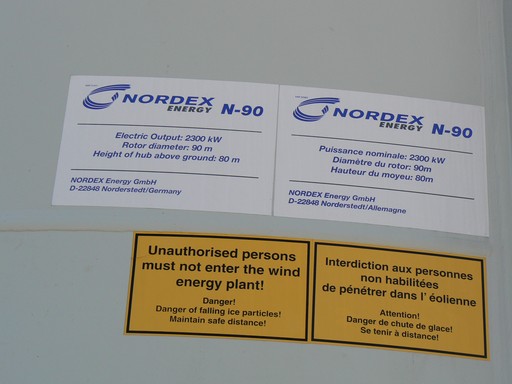 NORDEX
ENERGY
N-90
Electric Output: 2300 kW
Rotor diameter: 90 m
Height of hub above ground: 80 m
NORDEX Energy GmbH
D-22848 Norderstedt/Germany
NORDEX
ENERGY
N-90
Puissance nominale: 2300 kW
Diamètre du rotor: 90m
Hauteur du moyeu: 80m
NORDEX Energy GmbH
D-22848 Norderstedt/Allemagne
Unauthorised persons
must not enter the wind
energy plant!
Danger!
Danger of falling ice particles!
Maintain safe distance!
Interdiction aux personnes
non habilitées
de pénétrer dans l' éolienne
Attention!
Danger de chute de glace!
Se tenir à distance!